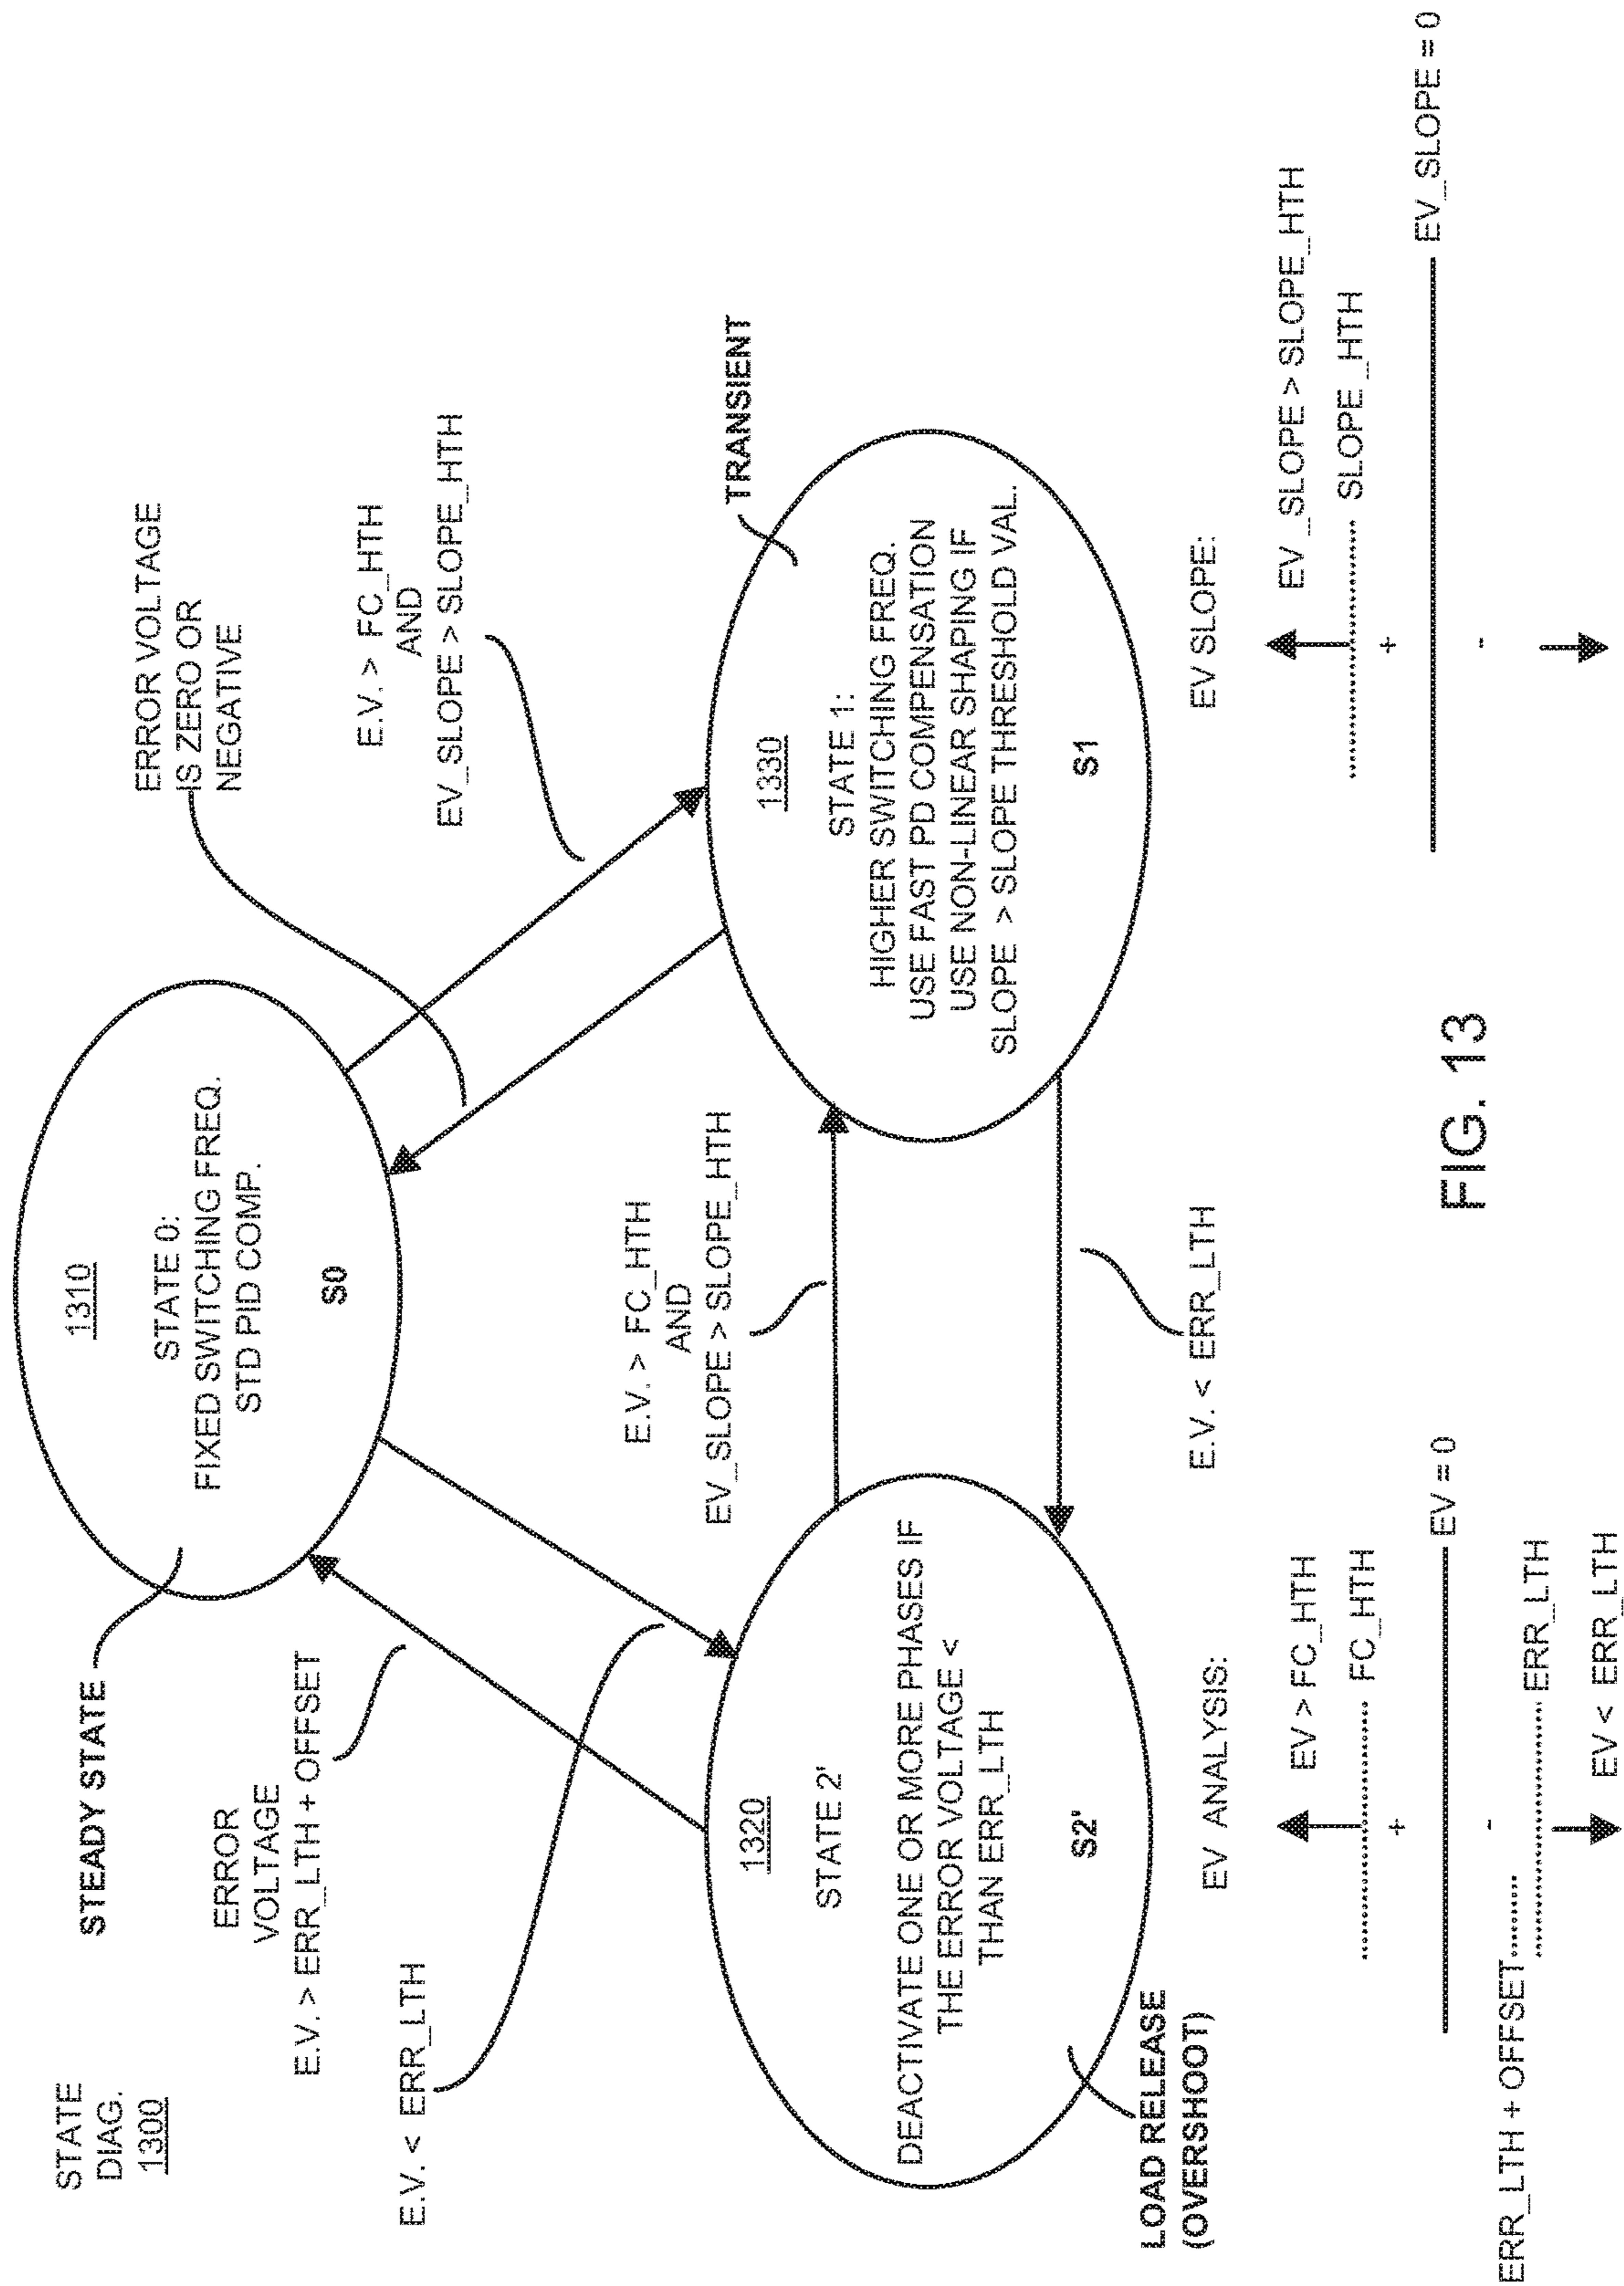 STATE
DIAG.
1300
STEADY STATE
1310
STATE 0:
FIXED SWITCHING FREQ.
STD PID COMP.
S0
ERROR VOLTAGE
IS ZERO OR
NEGATIVE
ERROR
VOLTAGE
E.V. > ERR_LTH + OFFSET
E.V. > FC_HTH
AND
EV_SLOPE > SLOPE_HTH
E.V. < ERR_LTH
E.V. > FC_HTH
AND
EV_SLOPE > SLOPE_HTH
TRANSIENT
1320
STATE 2'
DEACTIVATE ONE OR MORE PHASES IF
THE ERROR VOLTAGE <
THAN ERR_LTH
S2'
1330
STATE 1:
HIGHER SWITCHING FREQ.
USE FAST PD COMPENSATION
USE NON-LINEAR SHAPING IF
SLOPE > SLOPE THRESHOLD VAL.
S1
LOAD RELEASE
(OVERSHOOT)
E.V. < ERR_LTH
EV ANALYSIS:
EV > FC_HTH
FC_HTH
+
EV = 0
-
ERR_LTH + OFFSET
ERR_LTH
EV < ERR_LTH
EV SLOPE:
EV_SLOPE > SLOPE_HTH
SLOPE_HTH
+
EV_SLOPE = 0
-
FIG. 13